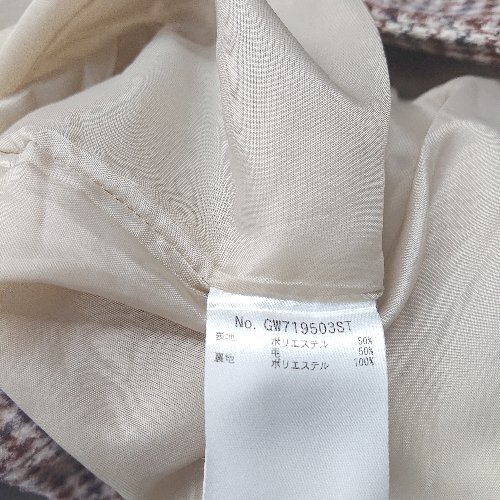 No. GW719503ST
表地 ポリエステル 50%
毛 50%
裏地 ポリエステル 100%